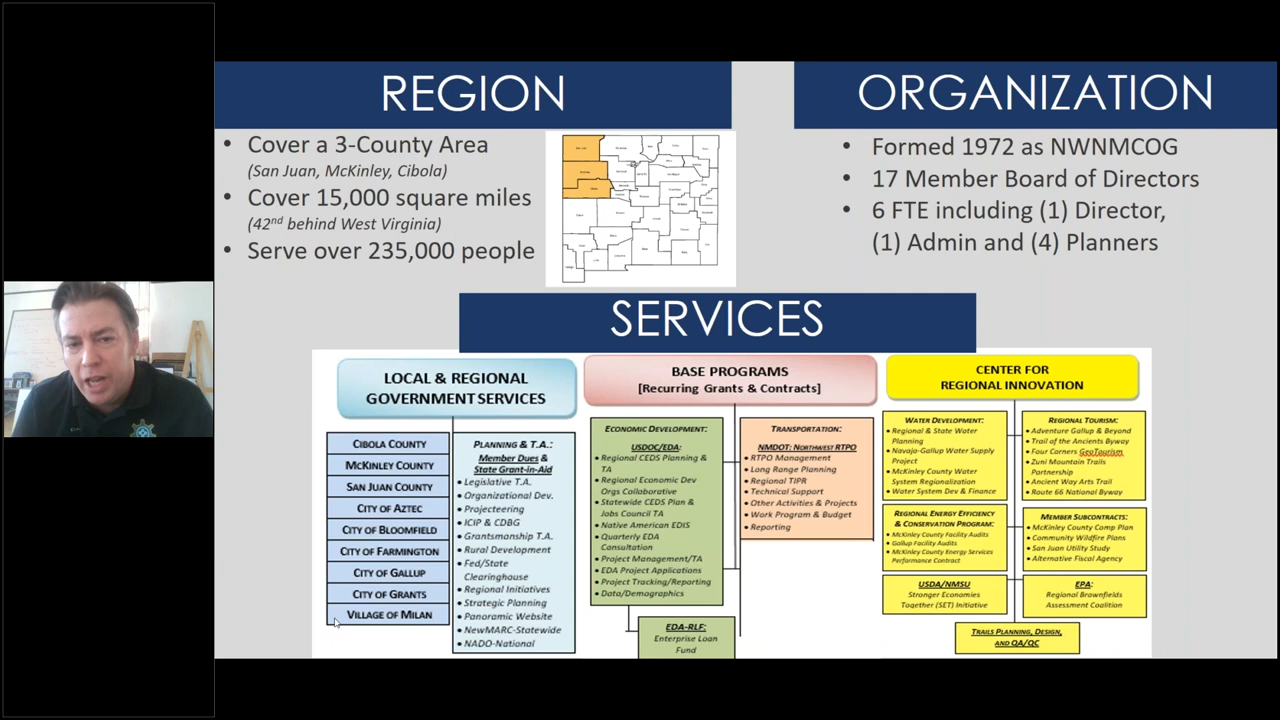 REGION
• Cover a 3-County Area
(San Juan, McKinley, Cibola)
• Cover 15,000 square miles
(42nd behind West Virginia)
• Serve over 235,000 people
ORGANIZATION
• Formed 1972 as NWNMCOG
• 17 Member Board of Directors
• 6 FTE including (1) Director,
(1) Admin and (4) Planners
SERVICES
LOCAL & REGIONAL
GOVERNMENT SERVICES
CIBOLA COUNTY
MCKINLEY COUNTY
SAN JUAN COUNTY
CITY OF AZTEC
CITY OF BLOOMFIELD
CITY OF FARMINGTON
CITY OF GALLUP
CITY OF GRANTS
VILLAGE OF MILAN
PLANNING & T.A.:
Member Dues &
State Grant-in-Aid
• Legislative T.A.
• Organizational Dev.
• Projecteering
• ICIP & CDBG
• Grantsmanship T.A.
• Rural Development
• Fed/State
Clearinghouse
• Regional Initiatives
• Strategic Planning
• Panoramic Website
• NewMARC-Statewide
• NADO-National
BASE PROGRAMS
[Recurring Grants & Contracts]
ECONOMIC DEVELOPMENT:
USDOC/EDA:
• Regional CEDS Planning &
TA
• Regional Economic Dev
Orgs Collaborative
• Statewide CEDS Plan &
Jobs Council TA
• Native American EDIS
• Quarterly EDA
Consultation
• Project Management/TA
• EDA Project Applications
• Project Tracking/Reporting
• Data/Demographics
EDA-RLF:
Enterprise Loan
Fund
TRANSPORTATION:
NMDOT: NORTHWEST RTPO
• RTPO Management
• Long Range Planning
• Regional TIPR
• Technical Support
• Other Activities & Projects
• Work Program & Budget
• Reporting
CENTER FOR
REGIONAL INNOVATION
WATER DEVELOPMENT:
• Regional & State Water
Planning
• Navajo-Gallup Water Supply
Project
• McKinley County Water
System Regionalization
• Water System Dev & Finance
REGIONAL TOURISM:
• Adventure Gallup & Beyond
• Trail of the Ancients Byway
• Four Corners GeoTourism
• Zuni Mountain Trails
Partnership
• Ancient Way Arts Trail
• Route 66 National Byway
REGIONAL ENERGY EFFICIENCY
& CONSERVATION PROGRAM:
• McKinley County Facility Audits
• Gallup Facility Audits
• McKinley County Energy Services
Performance Contract
MEMBER SUBCONTRACTS:
• McKinley County Comp Plan
• Community Wildfire Plans
• San Juan Utility Study
• Alternative Fiscal Agency
USDA/NMSU
Stronger Economies
Together (SET) Initiative
EPA:
Regional Brownfields
Assessment Coalition
TRAILS PLANNING, DESIGN,
AND QA/QC